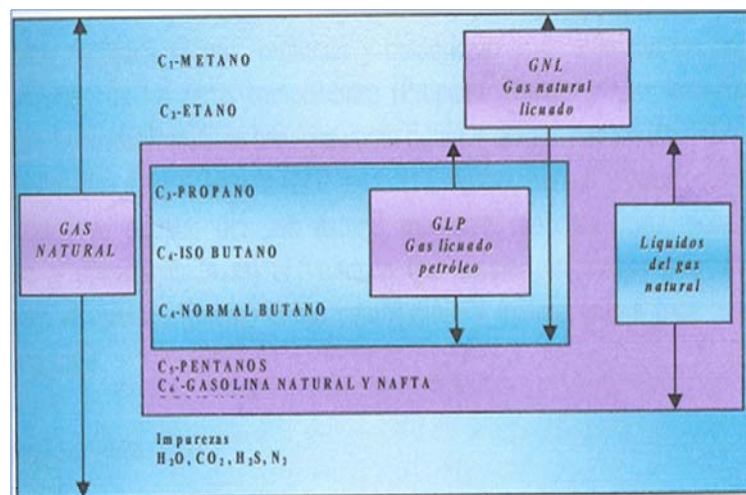 C₁-METANO
C₂-ETANO
GNL
Gas natural
licuado
GAS
NATURAL
C₃-PROPANO
C₄-ISO BUTANO
C₄-NORMAL BUTANO
GLP
Gas licuado
petróleo
Líquidos
del gas
natural
C₅-PENTANOS
C₆⁺-GASOLINA NATURAL Y NAFTA
Impurezas
H₂O, CO₂, H₂S, N₂